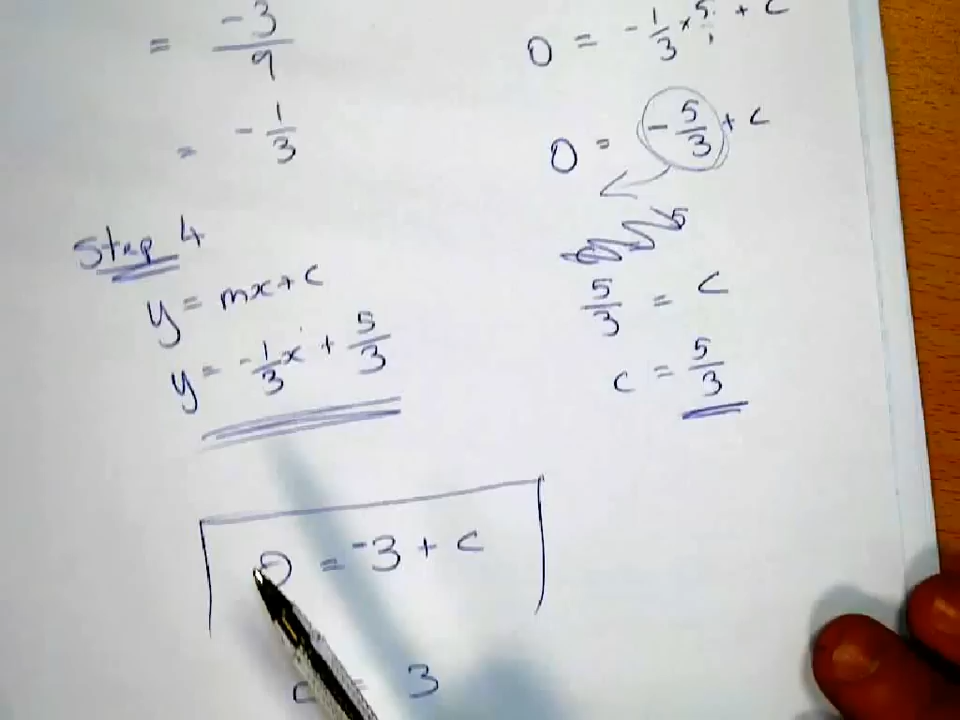 = -3/9
= -1/3
Step 4
y = mx+c
y = -1/3x + 5/3
0 = -1/3 × 5 + c
0 = -5/3 + c
5
5/3 = c
c = 5/3
0 = -3 + c
c = 3